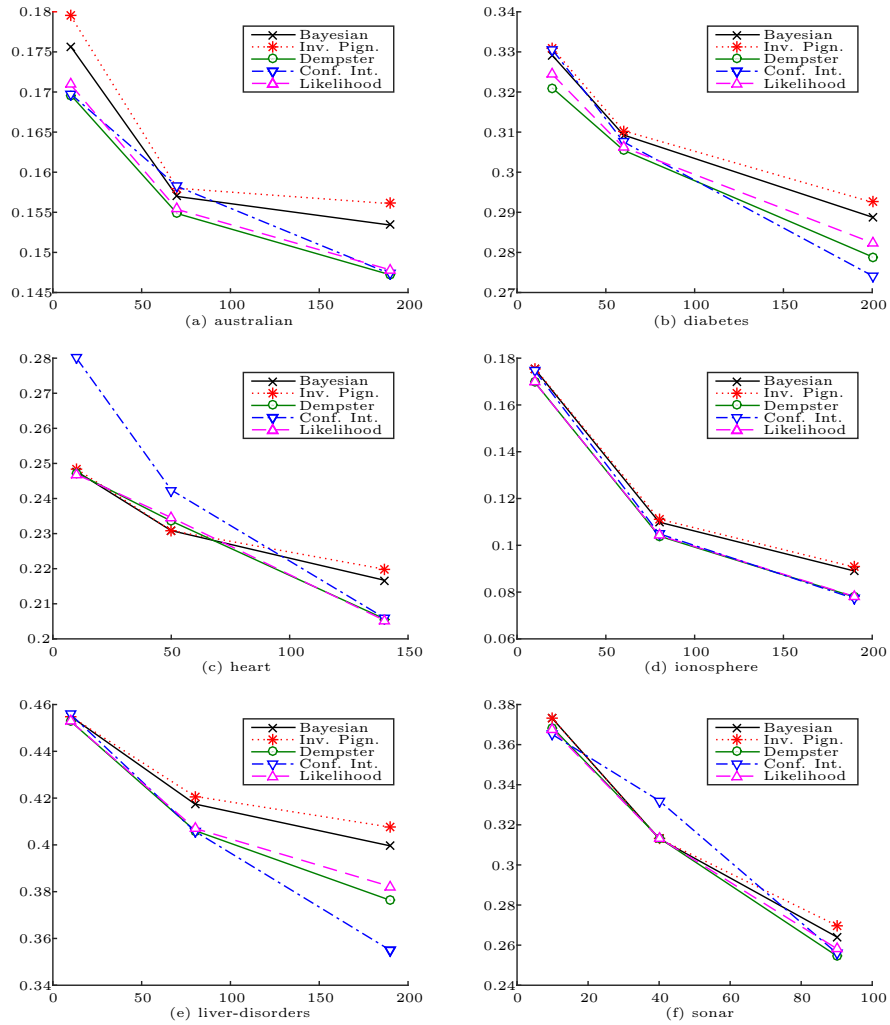 0.18
0.175
0.17
0.165
0.16
0.155
0.15
0.145
0
50
100
150
200
Bayesian
Inv. Pign.
Dempster
Conf. Int.
Likelihood
(a) australian
0.34
0.33
0.32
0.31
0.3
0.29
0.28
0.27
0
50
100
150
200
Bayesian
Inv. Pign.
Dempster
Conf. Int.
Likelihood
(b) diabetes
0.28
0.27
0.26
0.25
0.24
0.23
0.22
0.21
0.2
0
50
100
150
Bayesian
Inv. Pign.
Dempster
Conf. Int.
Likelihood
(c) heart
0.18
0.16
0.14
0.12
0.1
0.08
0.06
0
50
100
150
200
Bayesian
Inv. Pign.
Dempster
Conf. Int.
Likelihood
(d) ionosphere
0.46
0.44
0.42
0.4
0.38
0.36
0.34
0
50
100
150
200
Bayesian
Inv. Pign.
Dempster
Conf. Int.
Likelihood
(e) liver-disorders
0.38
0.36
0.34
0.32
0.3
0.28
0.26
0.24
0
20
40
60
80
100
Bayesian
Inv. Pign.
Dempster
Conf. Int.
Likelihood
(f) sonar